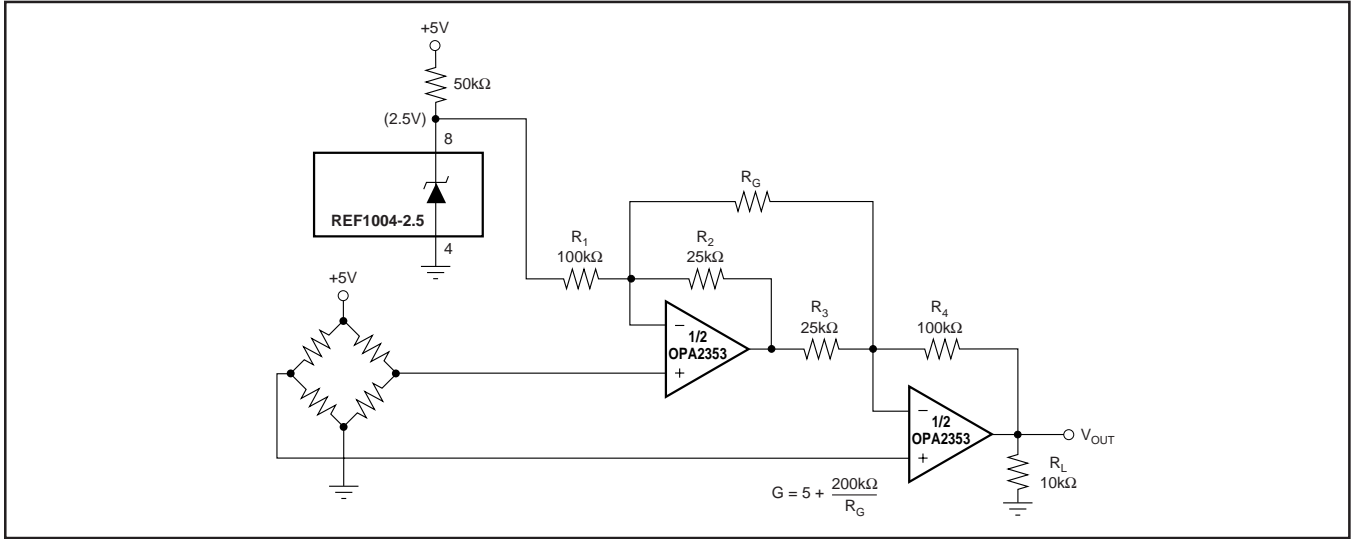 +5V
50kΩ
(2.5V)
8
REF1004-2.5
4
R_G
R_1
100kΩ
R_2
25kΩ
+5V
R_3
25kΩ
R_4
100kΩ
−
1/2
OPA2353
+
−
1/2
OPA2353
+
V_OUT
R_L
10kΩ
G = 5 + 200kΩ / R_G